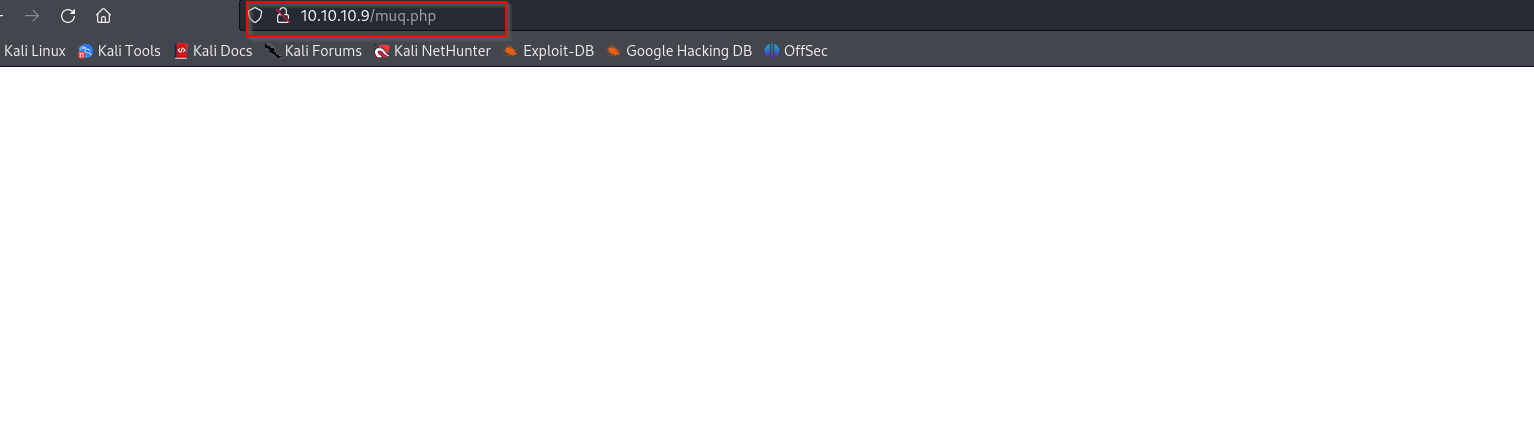 10.10.10.9/muq.php
Kali Linux Kali Tools Kali Docs Kali Forums Kali NetHunter Exploit-DB Google Hacking DB OffSec